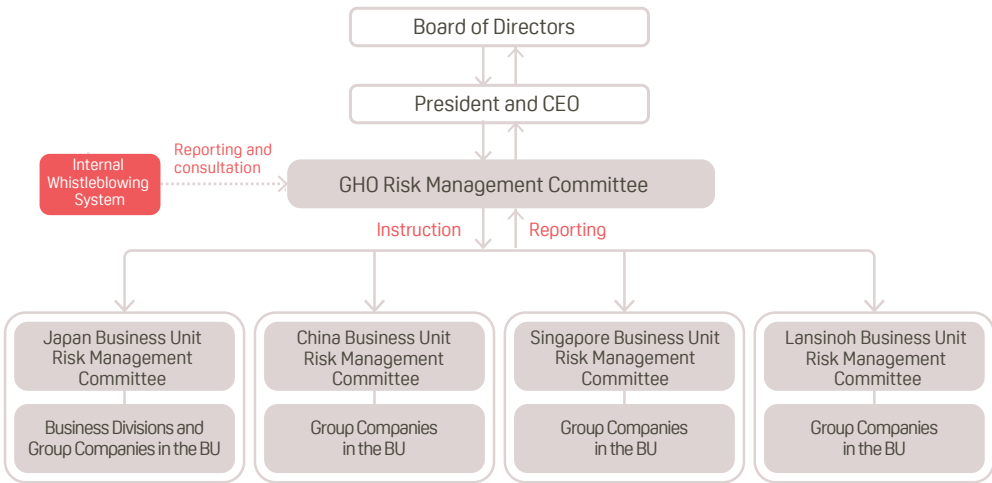 Board of Directors
President and CEO
Internal
Whistleblowing
System
Reporting and
consultation
GHO Risk Management Committee
Instruction
Reporting
Japan Business Unit
Risk Management
Committee
Business Divisions and
Group Companies in the BU
China Business Unit
Risk Management
Committee
Group Companies
in the BU
Singapore Business Unit
Risk Management
Committee
Group Companies
in the BU
Lansinoh Business Unit
Risk Management
Committee
Group Companies
in the BU